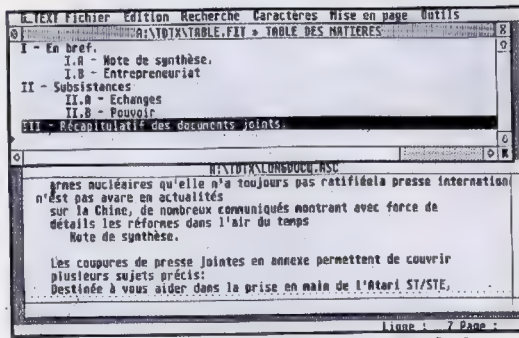 G_TEXT Fichier Edition Recherche Caractères Mise en page Outils
A:\TDTX\TABLE.FIT » TABLE DES MATIERES
I - En bref.
I.A - Note de synthèse.
I.B - Entrepreneuriat
II - Subsistances
II.A - Echanges
II.B - Pouvoir
III - Récapitulatif des documents joints.
A:\TDTX\LONGDOCU.ASC
armes nucléaires qu'elle n'a toujours pas ratifiéela presse internation
n'est pas avare en actualités
sur la Chine, de nombreux communiqués montrant avec force de
détails les réformes dans l'air du temps
Note de synthèse.
Les coupures de presse jointes en annexe permettent de couvrir
plusieurs sujets précis:
Destinée à vous aider dans la prise en main de l'Atari ST/STE,
Ligne : 7 Page :